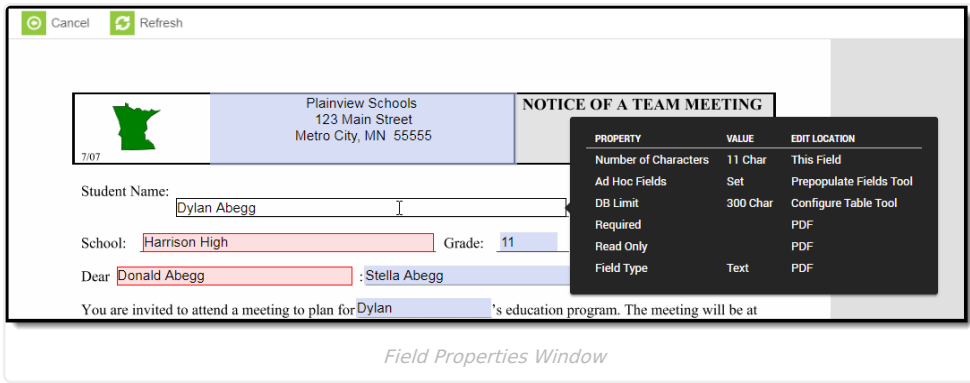 Cancel Refresh
Plainview Schools
123 Main Street
Metro City, MN 55555
NOTICE OF A TEAM MEETING
7/07
PROPERTY VALUE EDIT LOCATION
Number of Characters 11 Char This Field
Ad Hoc Fields Set Prepopulate Fields Tool
DB Limit 300 Char Configure Table Tool
Required PDF
Read Only PDF
Field Type Text PDF
Student Name:
Dylan Abegg
School: Harrison High Grade: 11
Dear Donald Abegg : Stella Abegg
You are invited to attend a meeting to plan for Dylan 's education program. The meeting will be at
Field Properties Window